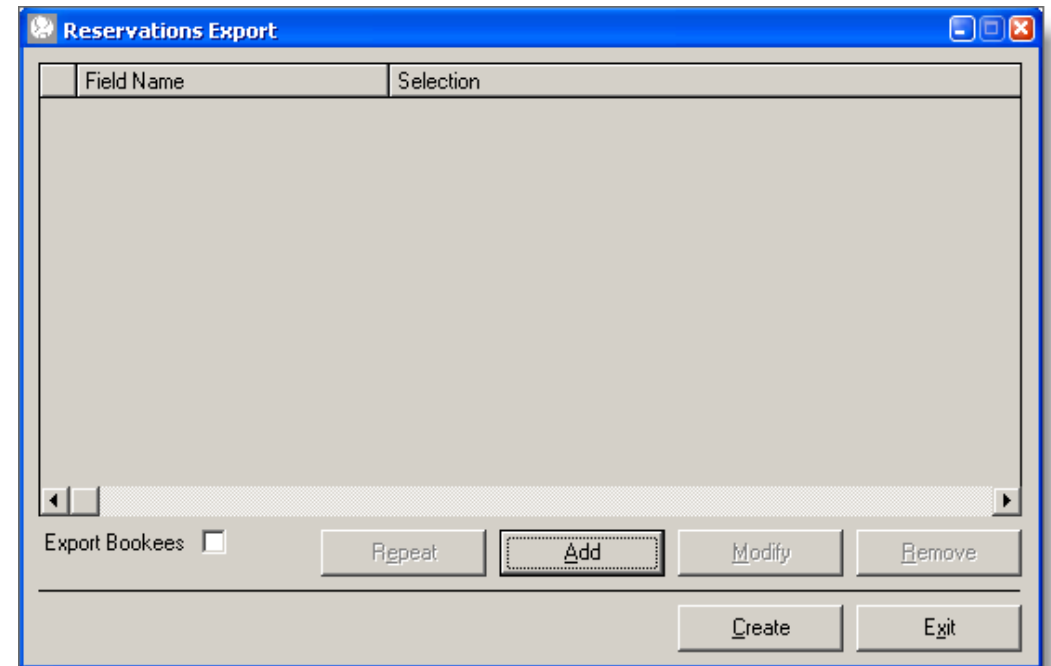 Reservations Export
Field Name Selection
Export Bookees Repeat Add Modify Remove
Create Exit